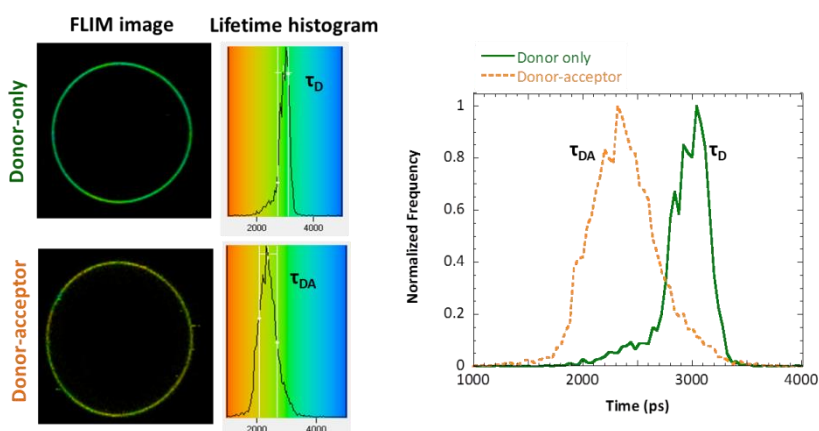 FLIM image
Lifetime histogram
Donor-only
τD
2000
4000
Donor-acceptor
τDA
2000
4000
Donor only
Donor-acceptor
Normalized Frequency
1
0.8
0.6
0.4
0.2
0
τDA
τD
1000
2000
3000
4000
Time (ps)